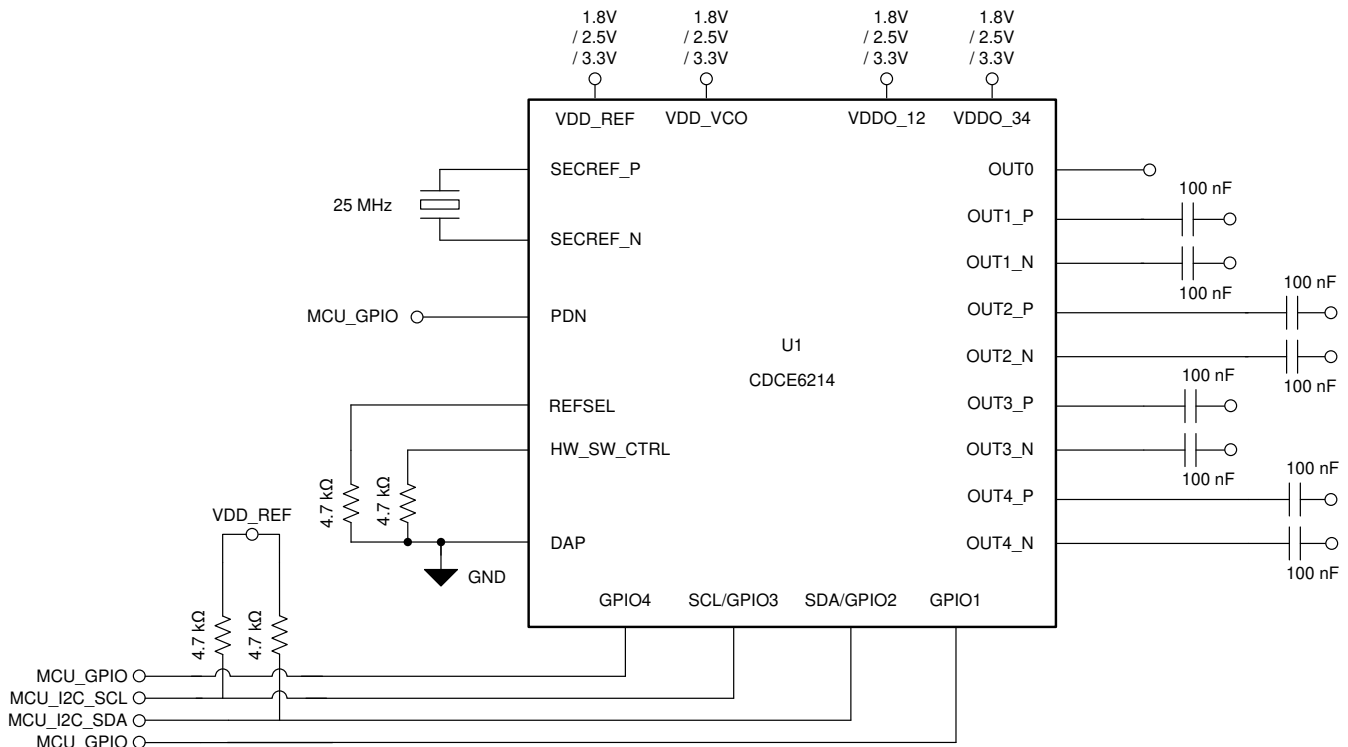 1.8V
/ 2.5V
/ 3.3V
1.8V
/ 2.5V
/ 3.3V
1.8V
/ 2.5V
/ 3.3V
1.8V
/ 2.5V
/ 3.3V
VDD_REF
VDD_VCO
VDDO_12
VDDO_34
SECREF_P
25 MHz
SECREF_N
MCU_GPIO
PDN
REFSEL
HW_SW_CTRL
4.7 kΩ
4.7 kΩ
DAP
GND
U1
CDCE6214
OUT0
OUT1_P
100 nF
OUT1_N
100 nF
OUT2_P
100 nF
OUT2_N
100 nF
OUT3_P
100 nF
OUT3_N
100 nF
OUT4_P
100 nF
OUT4_N
100 nF
GPIO4
SCL/GPIO3
SDA/GPIO2
GPIO1
VDD_REF
4.7 kΩ
4.7 kΩ
MCU_GPIO
MCU_I2C_SCL
MCU_I2C_SDA
MCU_GPIO